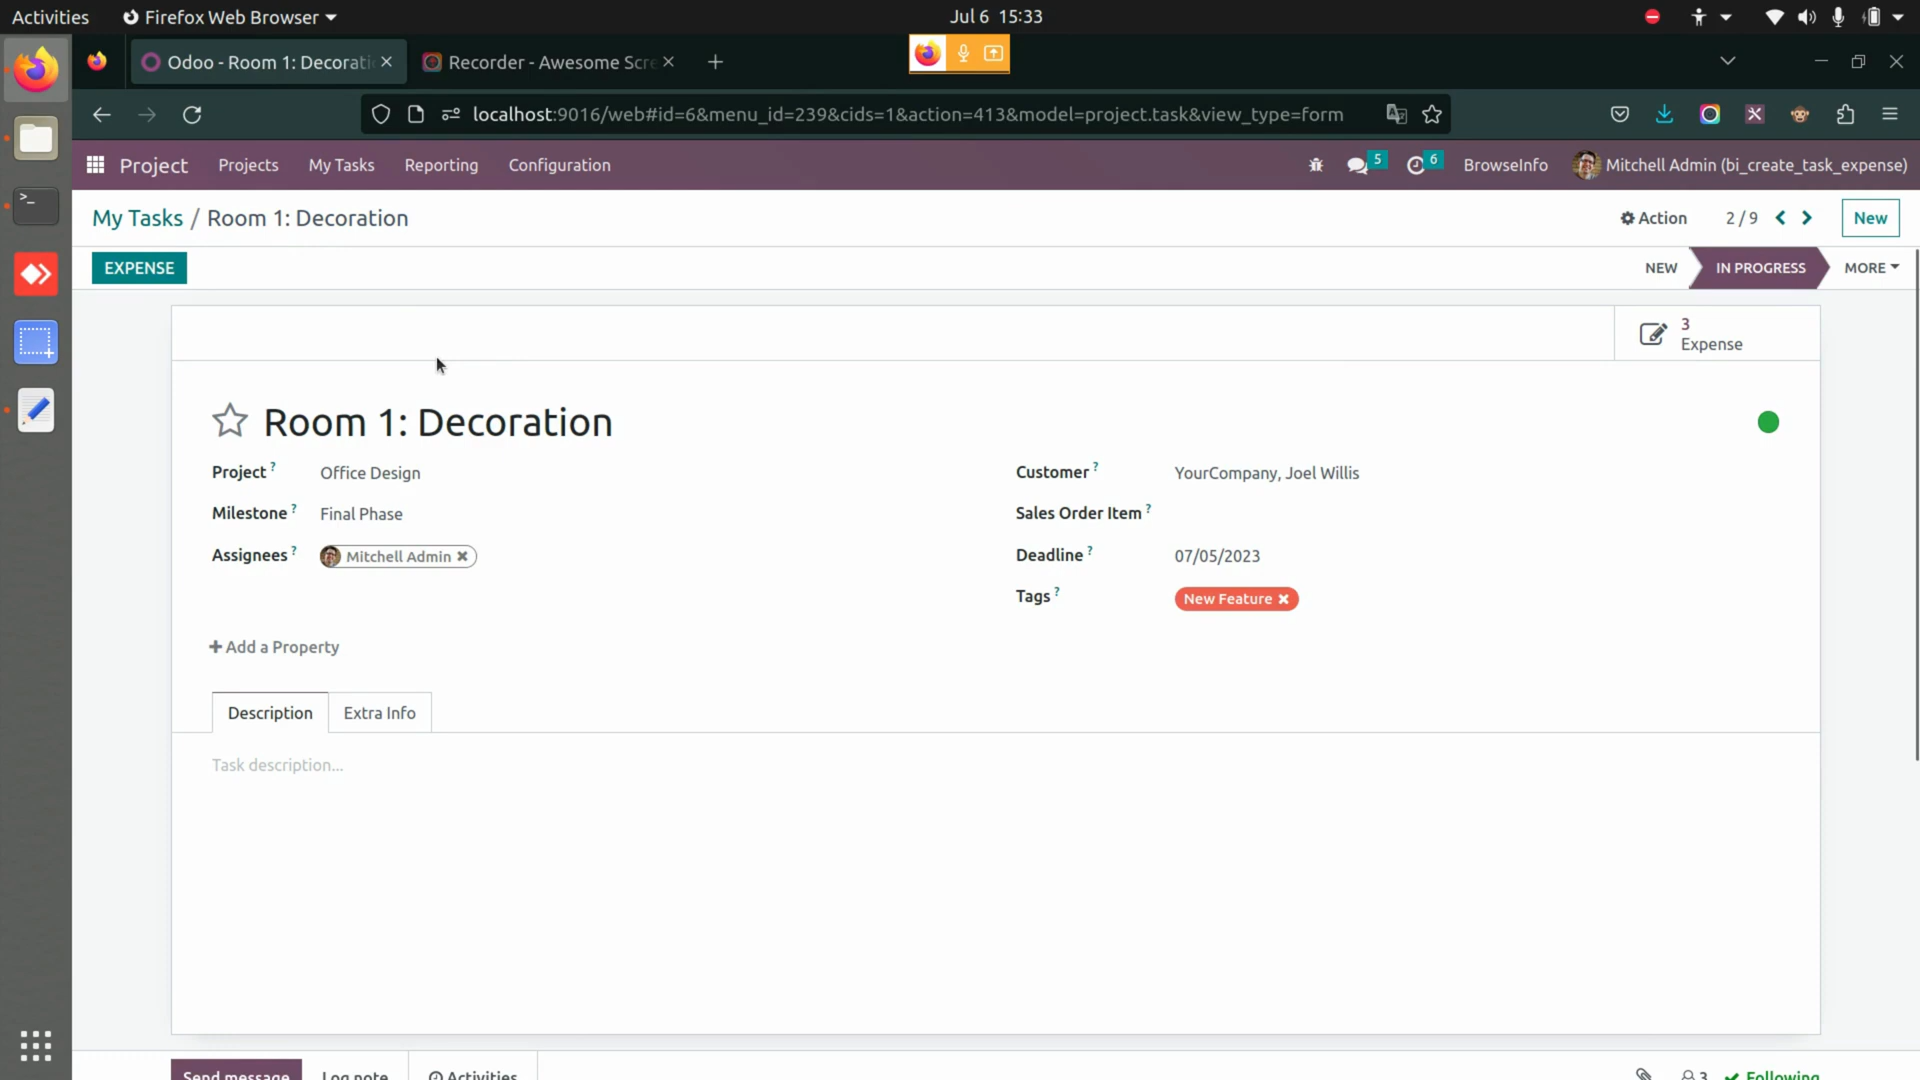 Activities
Firefox Web Browser
Jul 6 15:33
Odoo - Room 1: Decorati
Recorder - Awesome Scre
localhost:9016/web#id=6&menu_id=239&cids=1&action=413&model=project.task&view_type=form
Project
Projects
My Tasks
Reporting
Configuration
5
6
BrowseInfo
Mitchell Admin (bi_create_task_expense)
My Tasks / Room 1: Decoration
Action
2 / 9
New
EXPENSE
NEW
IN PROGRESS
MORE
3
Expense
Room 1: Decoration
Project ?
Office Design
Customer ?
YourCompany, Joel Willis
Milestone ?
Final Phase
Sales Order Item ?
Assignees ?
Mitchell Admin
Deadline ?
07/05/2023
Tags ?
New Feature
Add a Property
Description
Extra Info
Task description...
Send message
Log note
Activities
3
Following